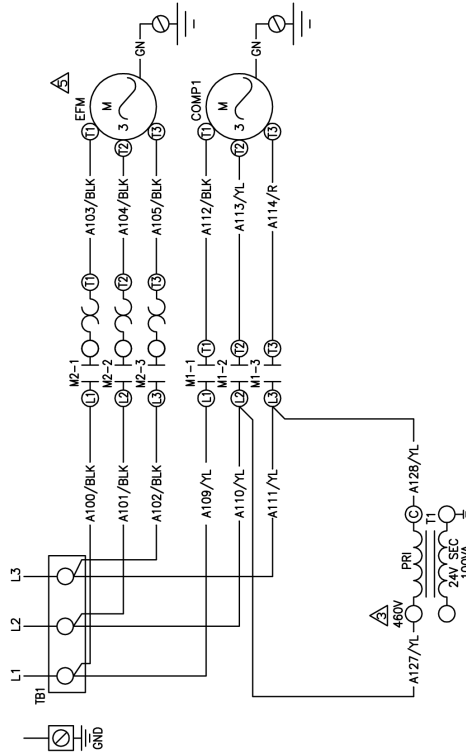 GND
TB1
L1
L2
L3
A100/BLK
A101/BLK
A102/BLK
L1
L2
L3
M2-1
M2-2
M2-3
T1
T2
T3
A103/BLK
A104/BLK
A105/BLK
T1
T2
T3
EFM
M
3
5
GN
A109/YL
A110/YL
A111/YL
L1
L2
L3
M1-1
M1-2
M1-3
T1
T2
T3
A112/BLK
A113/YL
A114/R
T1
T2
T3
COMP1
M
3
GN
A127/YL
3
460V
PRI
C
A128/YL
T1
24V SEC
100VA